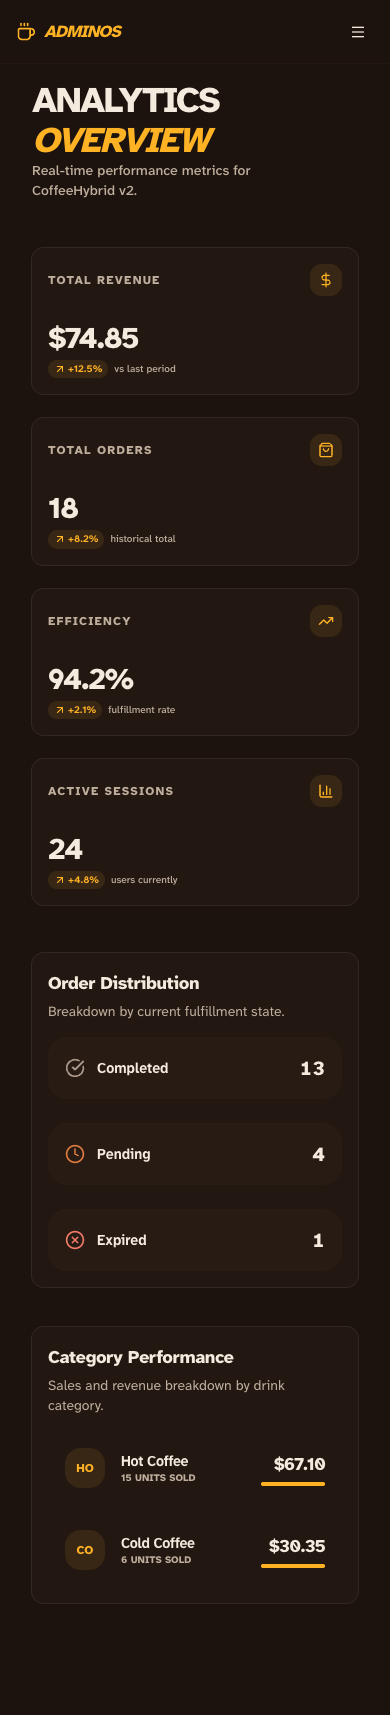 ADMINOS
ANALYTICS
OVERVIEW
Real-time performance metrics for
CoffeeHybrid v2.
TOTAL REVENUE
$74.85
+12.5% vs last period
TOTAL ORDERS
18
+8.2% historical total
EFFICIENCY
94.2%
+2.1% fulfillment rate
ACTIVE SESSIONS
24
+4.8% users currently
Order Distribution
Breakdown by current fulfillment state.
Completed 13
Pending 4
Expired 1
Category Performance
Sales and revenue breakdown by drink
category.
HO Hot Coffee $67.10
15 UNITS SOLD
CO Cold Coffee $30.35
6 UNITS SOLD